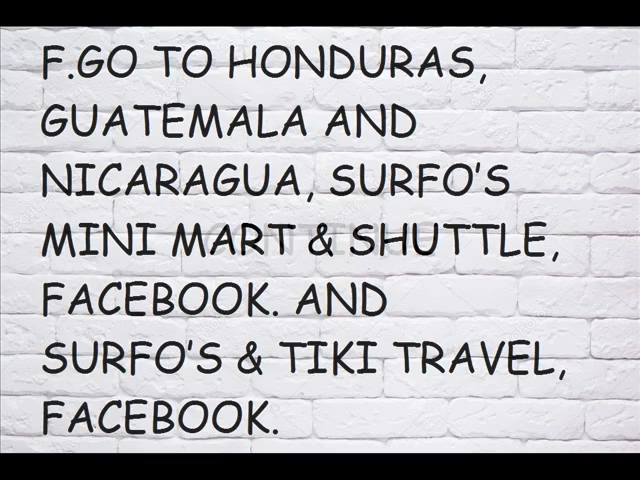 F.GO TO HONDURAS,
GUATEMALA AND
NICARAGUA, SURFO'S
MINI MART & SHUTTLE,
FACEBOOK. AND
SURFO'S & TIKI TRAVEL,
FACEBOOK.